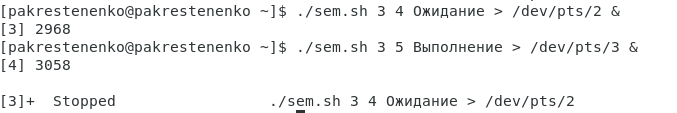 [pakrestenenko@pakrestenenko ~]$ ./sem.sh 3 4 Ожидание > /dev/pts/2 &
[3] 2968
[pakrestenenko@pakrestenenko ~]$ ./sem.sh 3 5 Выполнение > /dev/pts/3 &
[4] 3058
[3]+  Stopped                 ./sem.sh 3 4 Ожидание > /dev/pts/2